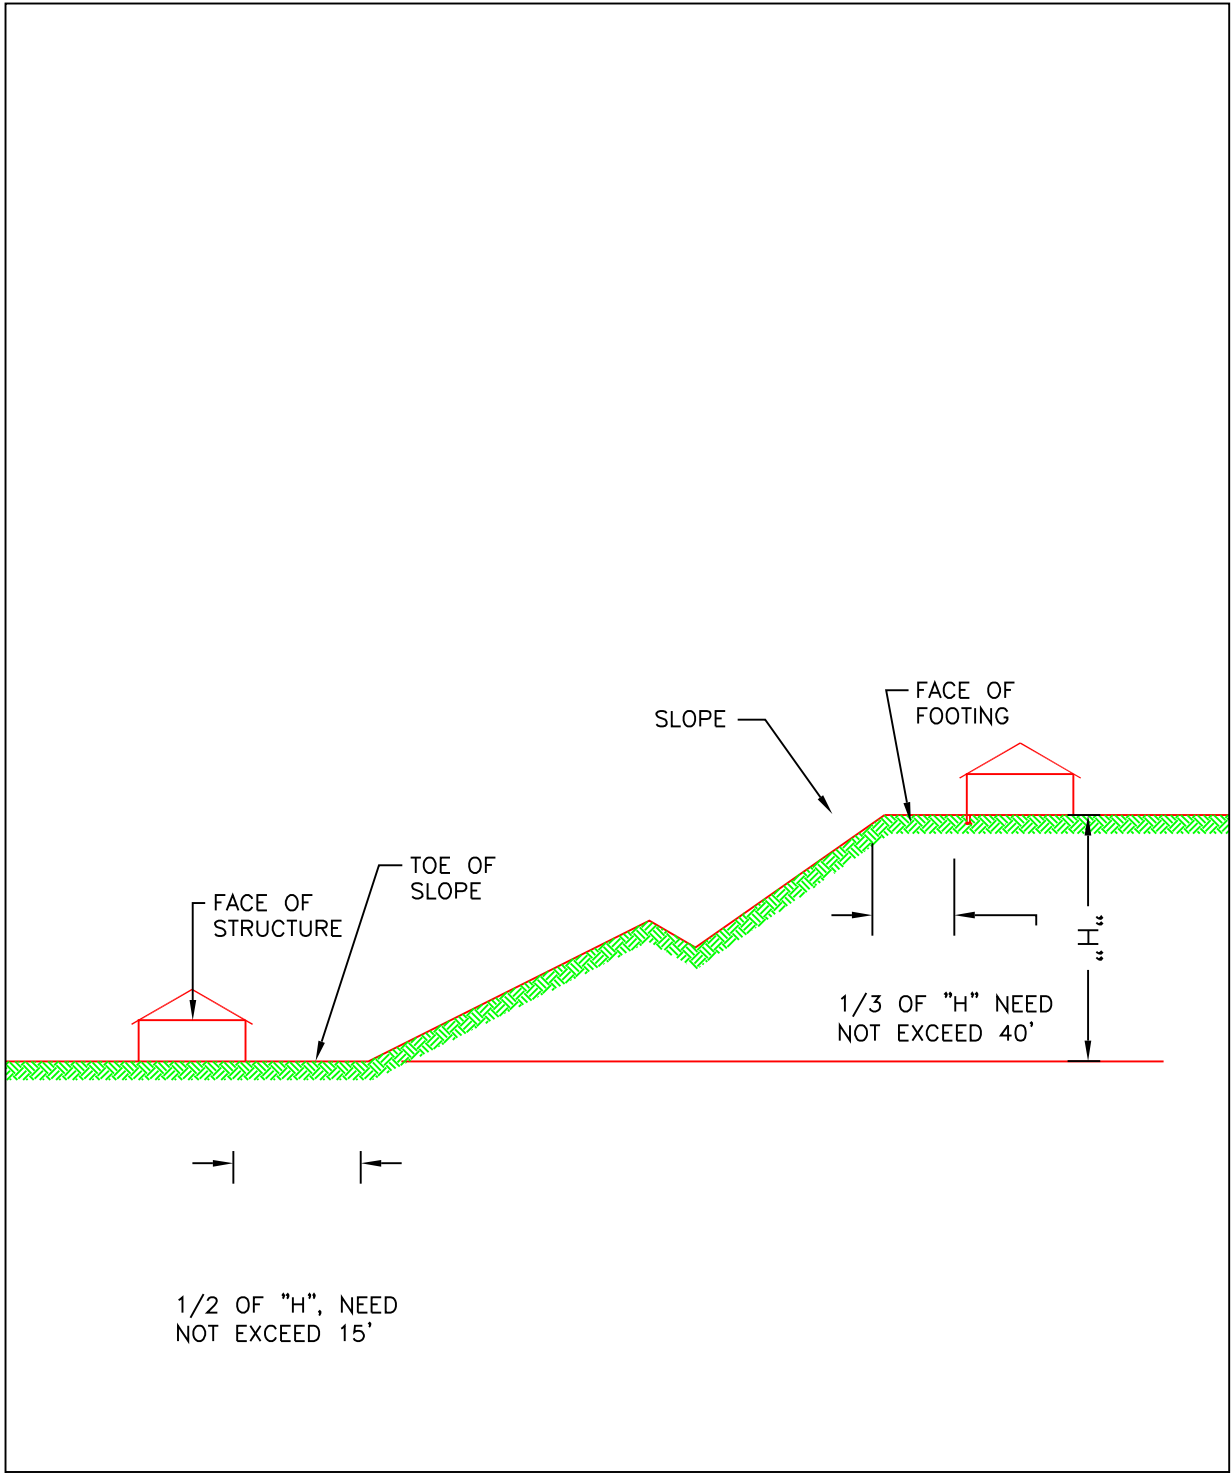 FACE OF
FOOTING
SLOPE
TOE OF
SLOPE
FACE OF
STRUCTURE
"H"
1/3 OF "H" NEED
NOT EXCEED 40'
1/2 OF "H", NEED
NOT EXCEED 15'